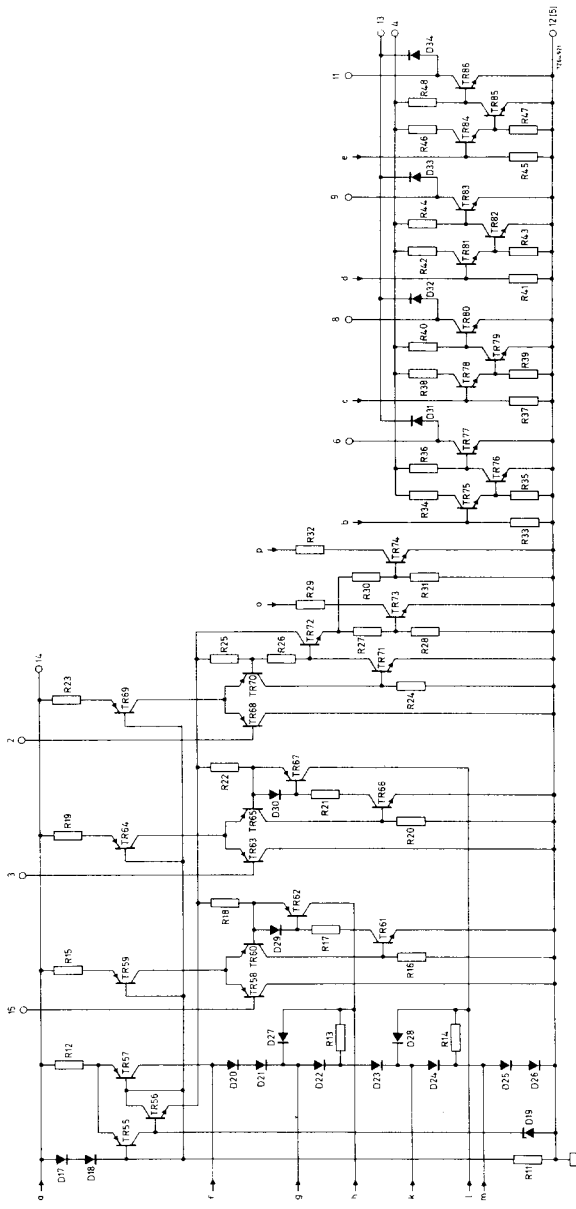 a
14
13
4
12 [5]
7Z64671
2
3
15
6
8
9
11
b
c
d
e
f
g
h
k
l
m
o
p
D17
D18
TR55
TR56
TR57
R12
D20
D21
D27
D22
R13
D23
D28
D24
R14
D25
D26
D19
R11
R15
TR59
TR58
TR60
R18
D29
TR62
R17
TR61
R16
R19
TR64
TR63
TR65
R22
D30
TR67
R21
TR66
R20
R23
TR69
TR68
TR70
R25
R26
TR72
TR71
R24
R27
R28
R29
TR73
R30
R31
R32
TR74
R33
R34
TR75
R35
R36
TR76
TR77
D31
R37
R38
TR78
R39
R40
TR79
TR80
D32
R41
R42
TR81
R43
R44
TR82
TR83
D33
R45
R46
TR84
R47
R48
TR85
TR86
D34